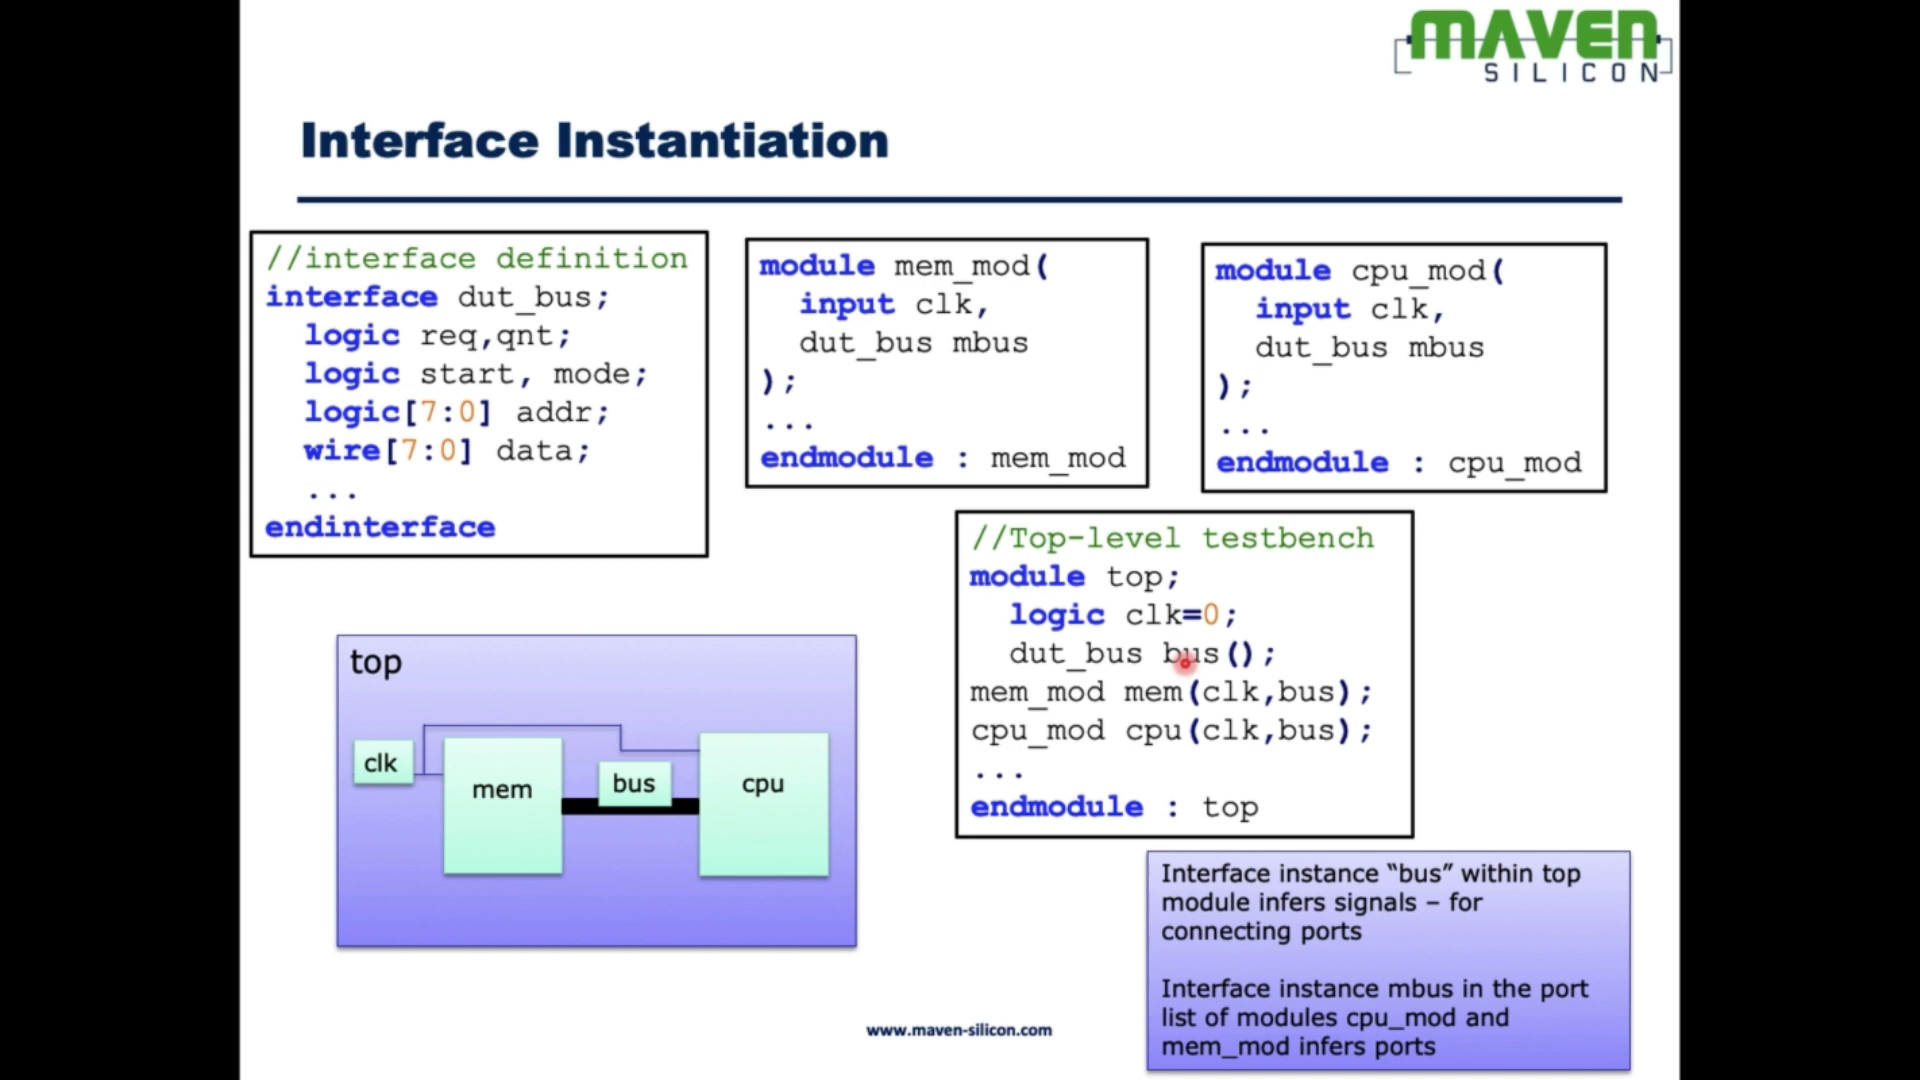 MAVEN
SILICON
Interface Instantiation
//interface definition
interface dut_bus;
logic req,qnt;
logic start, mode;
logic[7:0] addr;
wire[7:0] data;
...
endinterface
module mem_mod(
input clk,
dut_bus mbus
);
...
endmodule : mem_mod
module cpu_mod(
input clk,
dut_bus mbus
);
...
endmodule : cpu_mod
//Top-level testbench
module top;
logic clk=0;
dut_bus bus();
mem_mod mem(clk,bus);
cpu_mod cpu(clk,bus);
...
endmodule : top
top
clk
mem
bus
cpu
Interface instance “bus” within top
module infers signals – for
connecting ports
Interface instance mbus in the port
list of modules cpu_mod and
mem_mod infers ports
www.maven-silicon.com